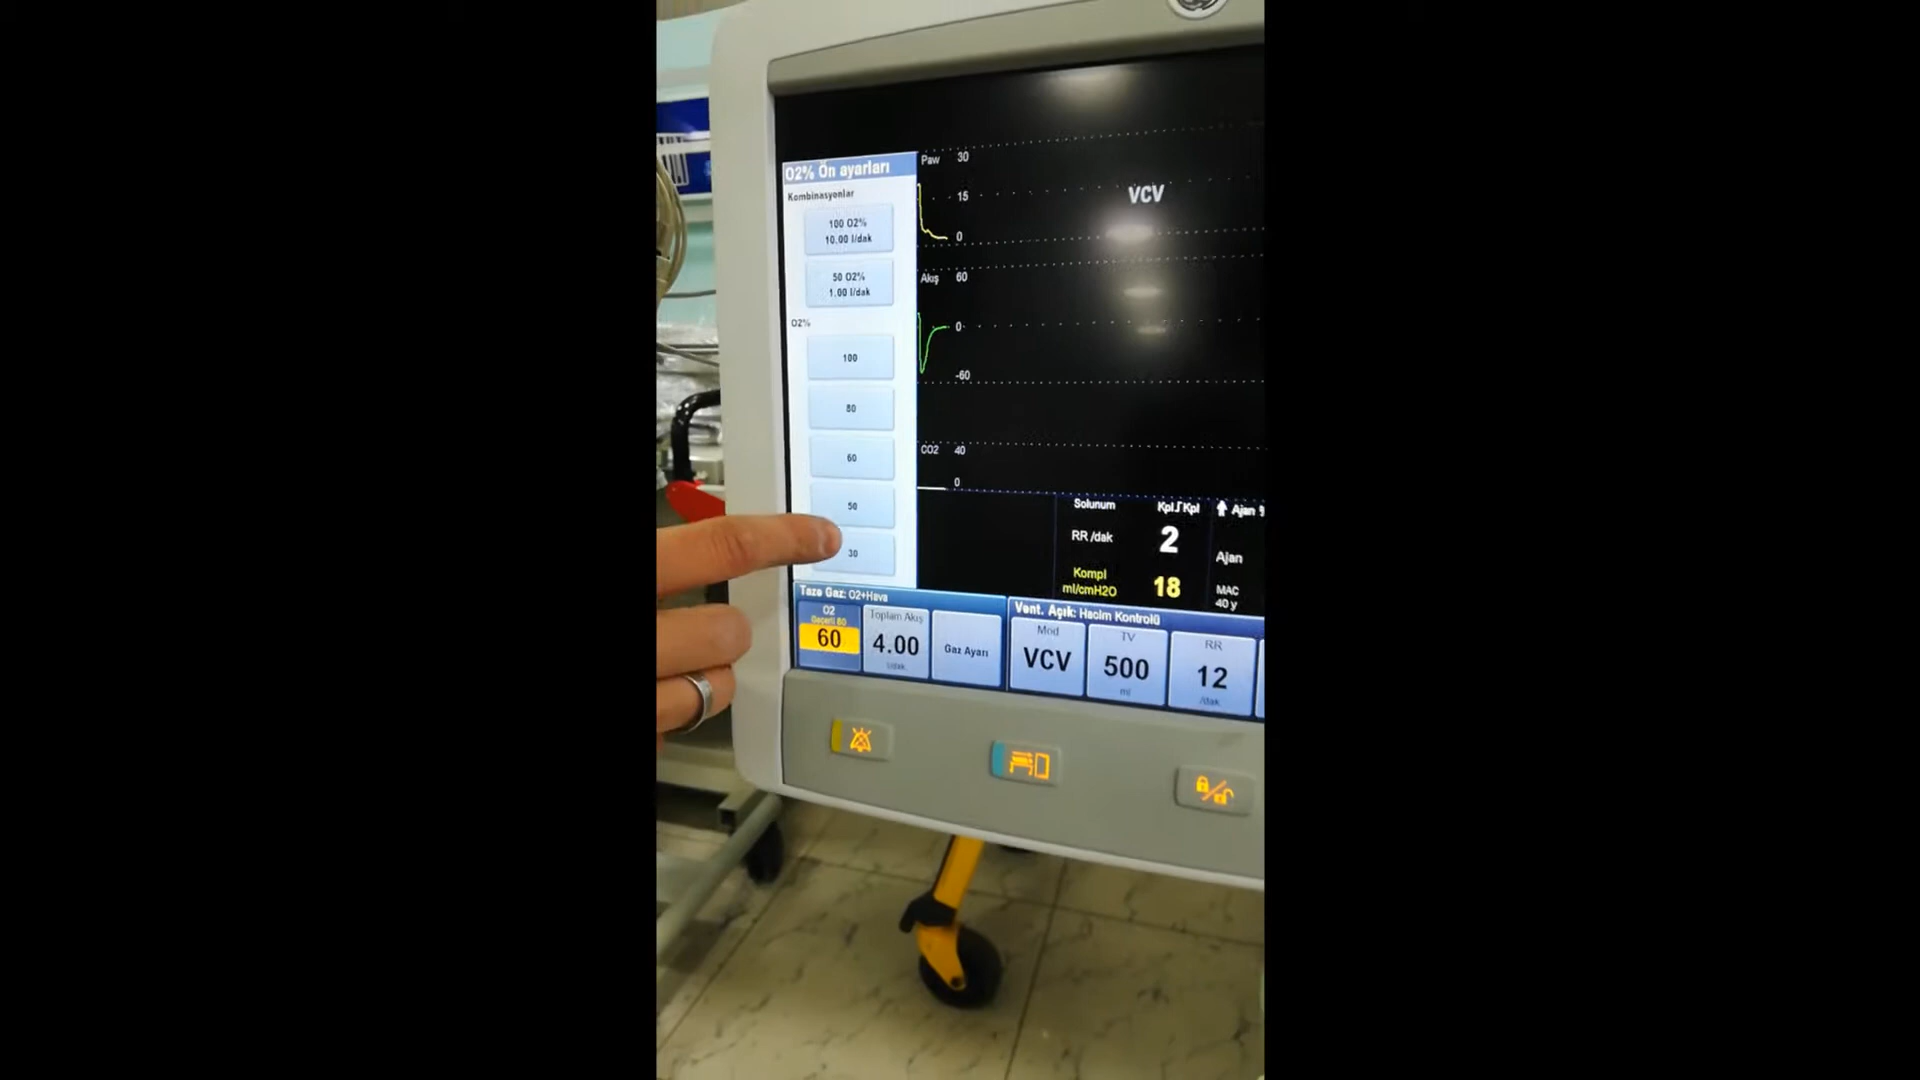 O2% Ön ayarları
Kombinasyonlar
100 O2%
10.00 l/dak
50 O2%
1.00 l/dak
O2%
100
80
60
50
30
Paw 30
15
0
VCV
Akış 60
0
-60
CO2 40
0
Solunum
Kpl Kpl
RR /dak
2
Kompl
ml/cmH2O
18
Ajan %
Ajan
MAC
40 y
Taze Gaz: O2+Hava
O2
Geçerli 60
60
Toplam Akış
4.00
l/dak
Gaz Ayarı
Vent. Açık: Hacim Kontrolü
Mod
VCV
TV
500
ml
RR
12
/dak